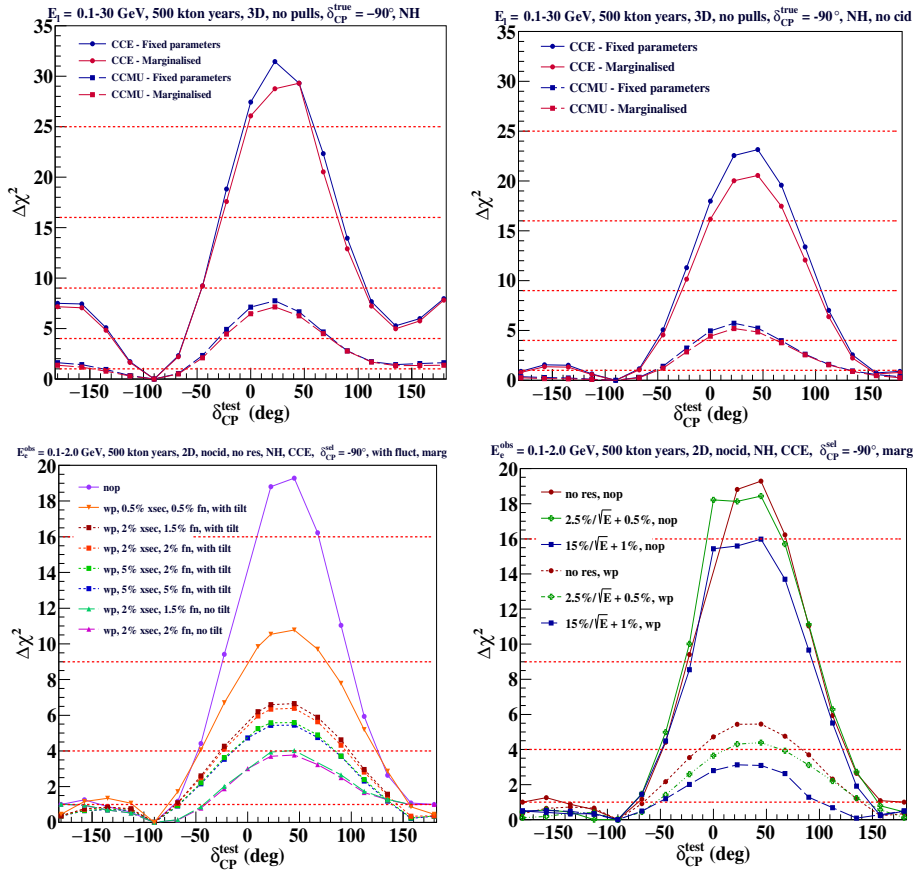 E_l = 0.1-30 GeV, 500 kton years, 3D, no pulls, δ_CP^true = −90°, NH
CCE - Fixed parameters
CCE - Marginalised
CCMU - Fixed parameters
CCMU - Marginalised
Δχ²
35
30
25
20
15
10
5
0
−150 −100 −50 0 50 100 150
δ_CP^test (deg)
E_l = 0.1-30 GeV, 500 kton years, 3D, no pulls, δ_CP^true = -90°, NH, no cid
CCE - Fixed parameters
CCE - Marginalised
CCMU - Fixed parameters
CCMU - Marginalised
Δχ²
35
30
25
20
15
10
5
0
−150 −100 −50 0 50 100 150
δ_CP^test (deg)
E_e^obs = 0.1-2.0 GeV, 500 kton years, 2D, nocid, no res, NH, CCE, δ_CP^sel = -90°, with fluct, marg
nop
wp, 0.5% xsec, 0.5% fn, with tilt
wp, 2% xsec, 1.5% fn, with tilt
wp, 2% xsec, 2% fn, with tilt
wp, 5% xsec, 2% fn, with tilt
wp, 5% xsec, 5% fn, with tilt
wp, 2% xsec, 1.5% fn, no tilt
wp, 2% xsec, 2% fn, no tilt
Δχ²
20
18
16
14
12
10
8
6
4
2
0
−150 −100 −50 0 50 100 150
δ_CP^test (deg)
E_e^obs = 0.1-2.0 GeV, 500 kton years, 2D, nocid, NH, CCE, δ_CP^sel = -90°, marg
no res, nop
2.5%/√E + 0.5%, nop
15%/√E + 1%, nop
no res, wp
2.5%/√E + 0.5%, wp
15%/√E + 1%, wp
Δχ²
20
18
16
14
12
10
8
6
4
2
0
−150 −100 −50 0 50 100 150
δ_CP^test (deg)